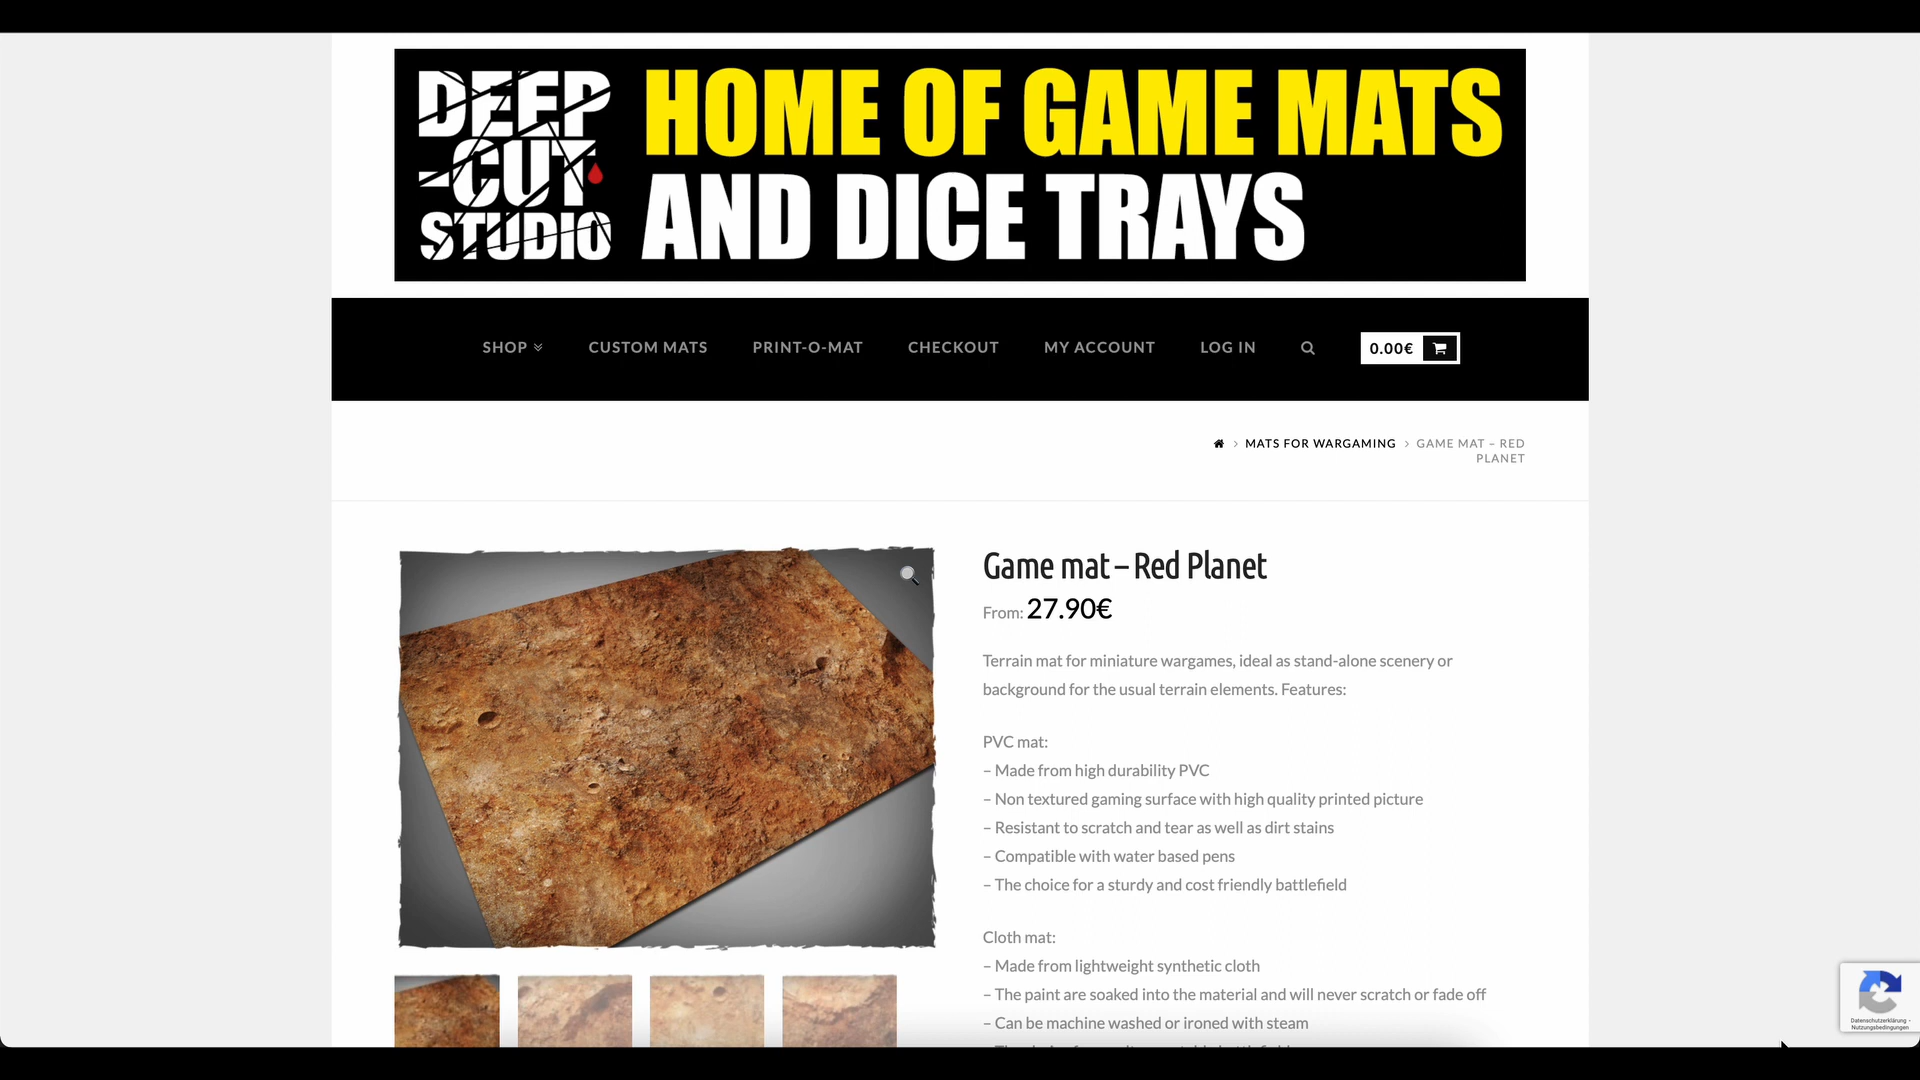 DEEP
-CUT
STUDIO
HOME OF GAME MATS
AND DICE TRAYS
SHOP
CUSTOM MATS
PRINT-O-MAT
CHECKOUT
MY ACCOUNT
LOG IN
0.00€
MATS FOR WARGAMING
GAME MAT – RED
PLANET
Game mat – Red Planet
From: 27.90€
Terrain mat for miniature wargames, ideal as stand-alone scenery or
background for the usual terrain elements. Features:
PVC mat:
– Made from high durability PVC
– Non textured gaming surface with high quality printed picture
– Resistant to scratch and tear as well as dirt stains
– Compatible with water based pens
– The choice for a sturdy and cost friendly battlefield
Cloth mat:
– Made from lightweight synthetic cloth
– The paint are soaked into the material and will never scratch or fade off
– Can be machine washed or ironed with steam
Datenschutzerklärung -
Nutzungsbedingungen